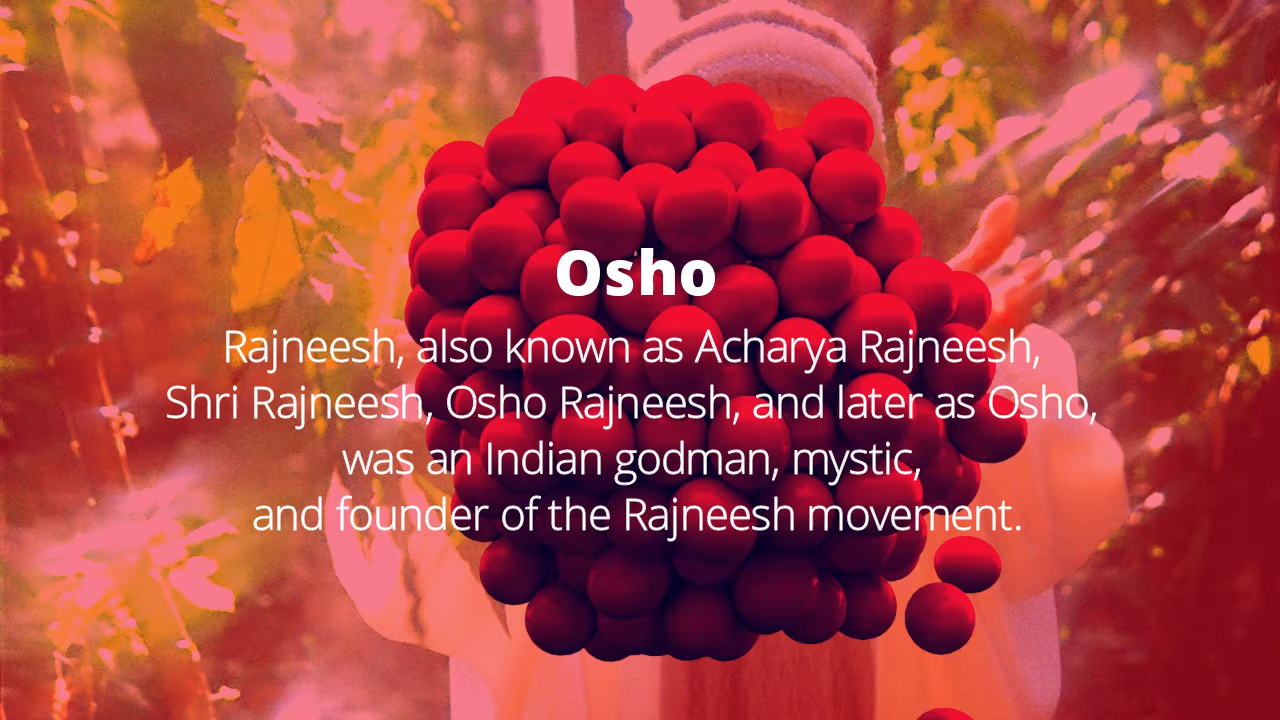 Osho
Rajneesh, also known as Acharya Rajneesh,
Shri Rajneesh, Osho Rajneesh, and later as Osho,
was an Indian godman, mystic,
and founder of the Rajneesh movement.